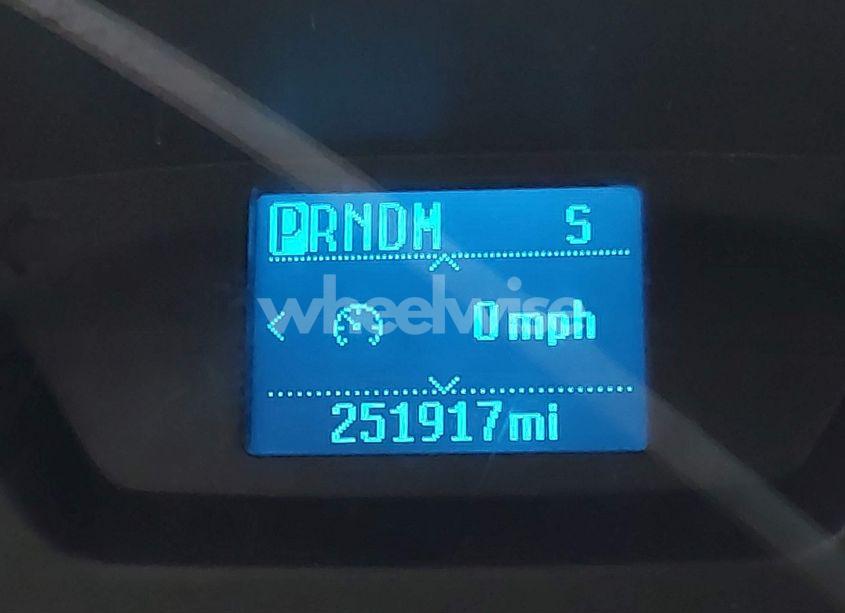 PRNDM S
wheelwise
0mph
251917mi